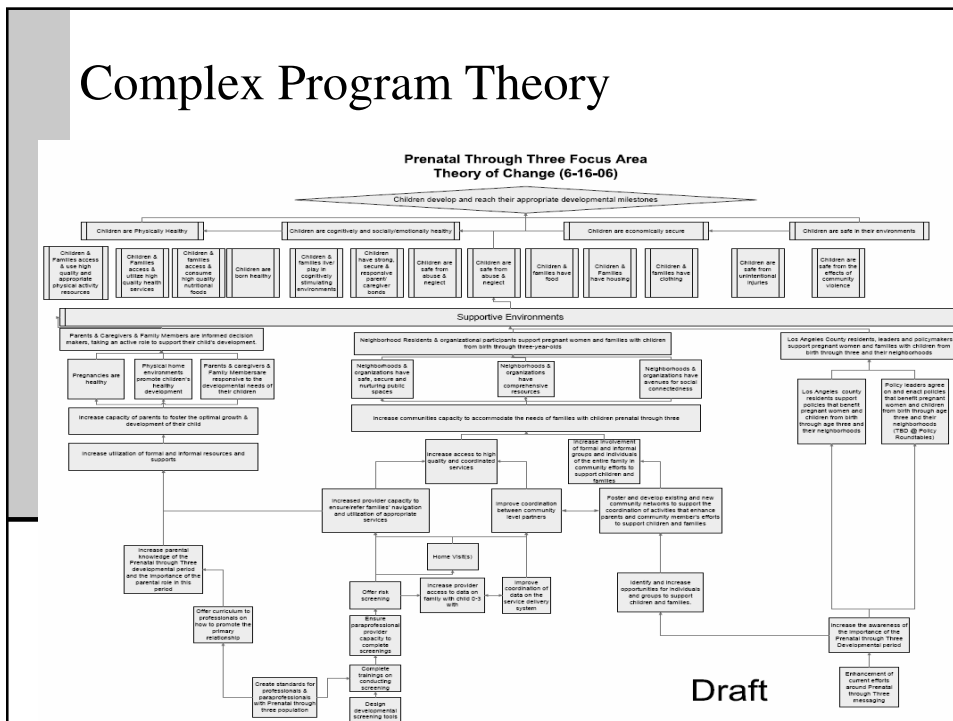 Complex Program Theory
Prenatal Through Three Focus Area
Theory of Change (6-16-06)
Children develop and reach their appropriate developmental milestones
Children are Physically Healthy
Children are cognitively and socially/emotionally healthy
Children are economically secure
Children are safe in their environments
Children &
Families access
& use high
quality and
appropriate
physical activity
resources
Children &
Families
access &
utilize high
quality health
services
Children &
families
access &
consume
high quality
nutritional
foods
Children are
born healthy
Children &
families live/
play in
cognitively
stimulating
environments
Children
have strong,
secure &
responsive
parent/
caregiver
bonds
Children are
safe from
abuse &
neglect
Children are
safe from
abuse &
neglect
Children &
families have
food
Children &
Families
have housing
Children &
families have
clothing
Children are
safe from
unintentional
injuries
Children are
safe from the
effects of
community
violence
Supportive Environments
Parents & Caregivers & Family Members are informed decision
makers, taking an active role to support their child's development.
Neighborhood Residents & organizational participants support pregnant women and families with children
from birth through three-year-olds
Los Angeles County residents, leaders and policymakers
support pregnant women and families with children from
birth through three and their neighborhoods
Pregnancies are
healthy
Physical home
environments
promote children's
healthy
development
Parents & caregivers &
Family Membersare
responsive to the
developmental needs of
their children
Neighborhoods &
organizations have
safe, secure and
nurturing public
spaces
Neighborhoods &
organizations have
comprehensive
resources
Neighborhoods &
organizations have
avenues for social
connectedness
Los Angeles county
residents support
policies that benefit
pregnant women and
children from birth
through age three and
their neighborhoods
Policy leaders agree
on and enact policies
that benefit pregnant
women and children
from birth through age
three and their
neighborhoods
(TBD @ Policy
Roundtables)
Increase capacity of parents to foster the optimal growth &
development of their child
Increase communities capacity to accommodate the needs of families with children prenatal through three
Increase utilization of formal and informal resources and
supports
Increase access to high
quality and coordinated
services
Increase involvement
of formal and informal
groups and individuals
of the entire family in
community efforts to
support children and
families
Increased provider capacity to
ensure/refer families' navigation
and utilization of appropriate
services
Improve coordination
between community
level partners
Foster and develop existing and new
community networks to support the
coordination of activities that enhance
parents and community member's efforts
to support children and families
Increase parental
knowledge of the
Prenatal through Three
developmental period
and the importance of the
parental role in this
period
Home Visit(s)
Offer risk
screening
Increase provider
access to data on
family with child 0-3
with
Improve
coordination of
data on the
service delivery
system
Identify and increase
opportunities for individuals
and groups to support
children and families.
Offer curriculum to
professionals on
how to promote the
primary
relationship
Ensure
paraprofessional
provider
capacity to
complete
screenings
Increase the awareness of
the importance of the
Prenatal through Three
Developmental period
Create standards for
professionals &
paraprofessionals
with Prenatal through
three population
Complete
trainings on
conducting
screening
Design
developmental
screening tools
Enhancement of
current efforts
around Prenatal
through Three
messaging
Draft